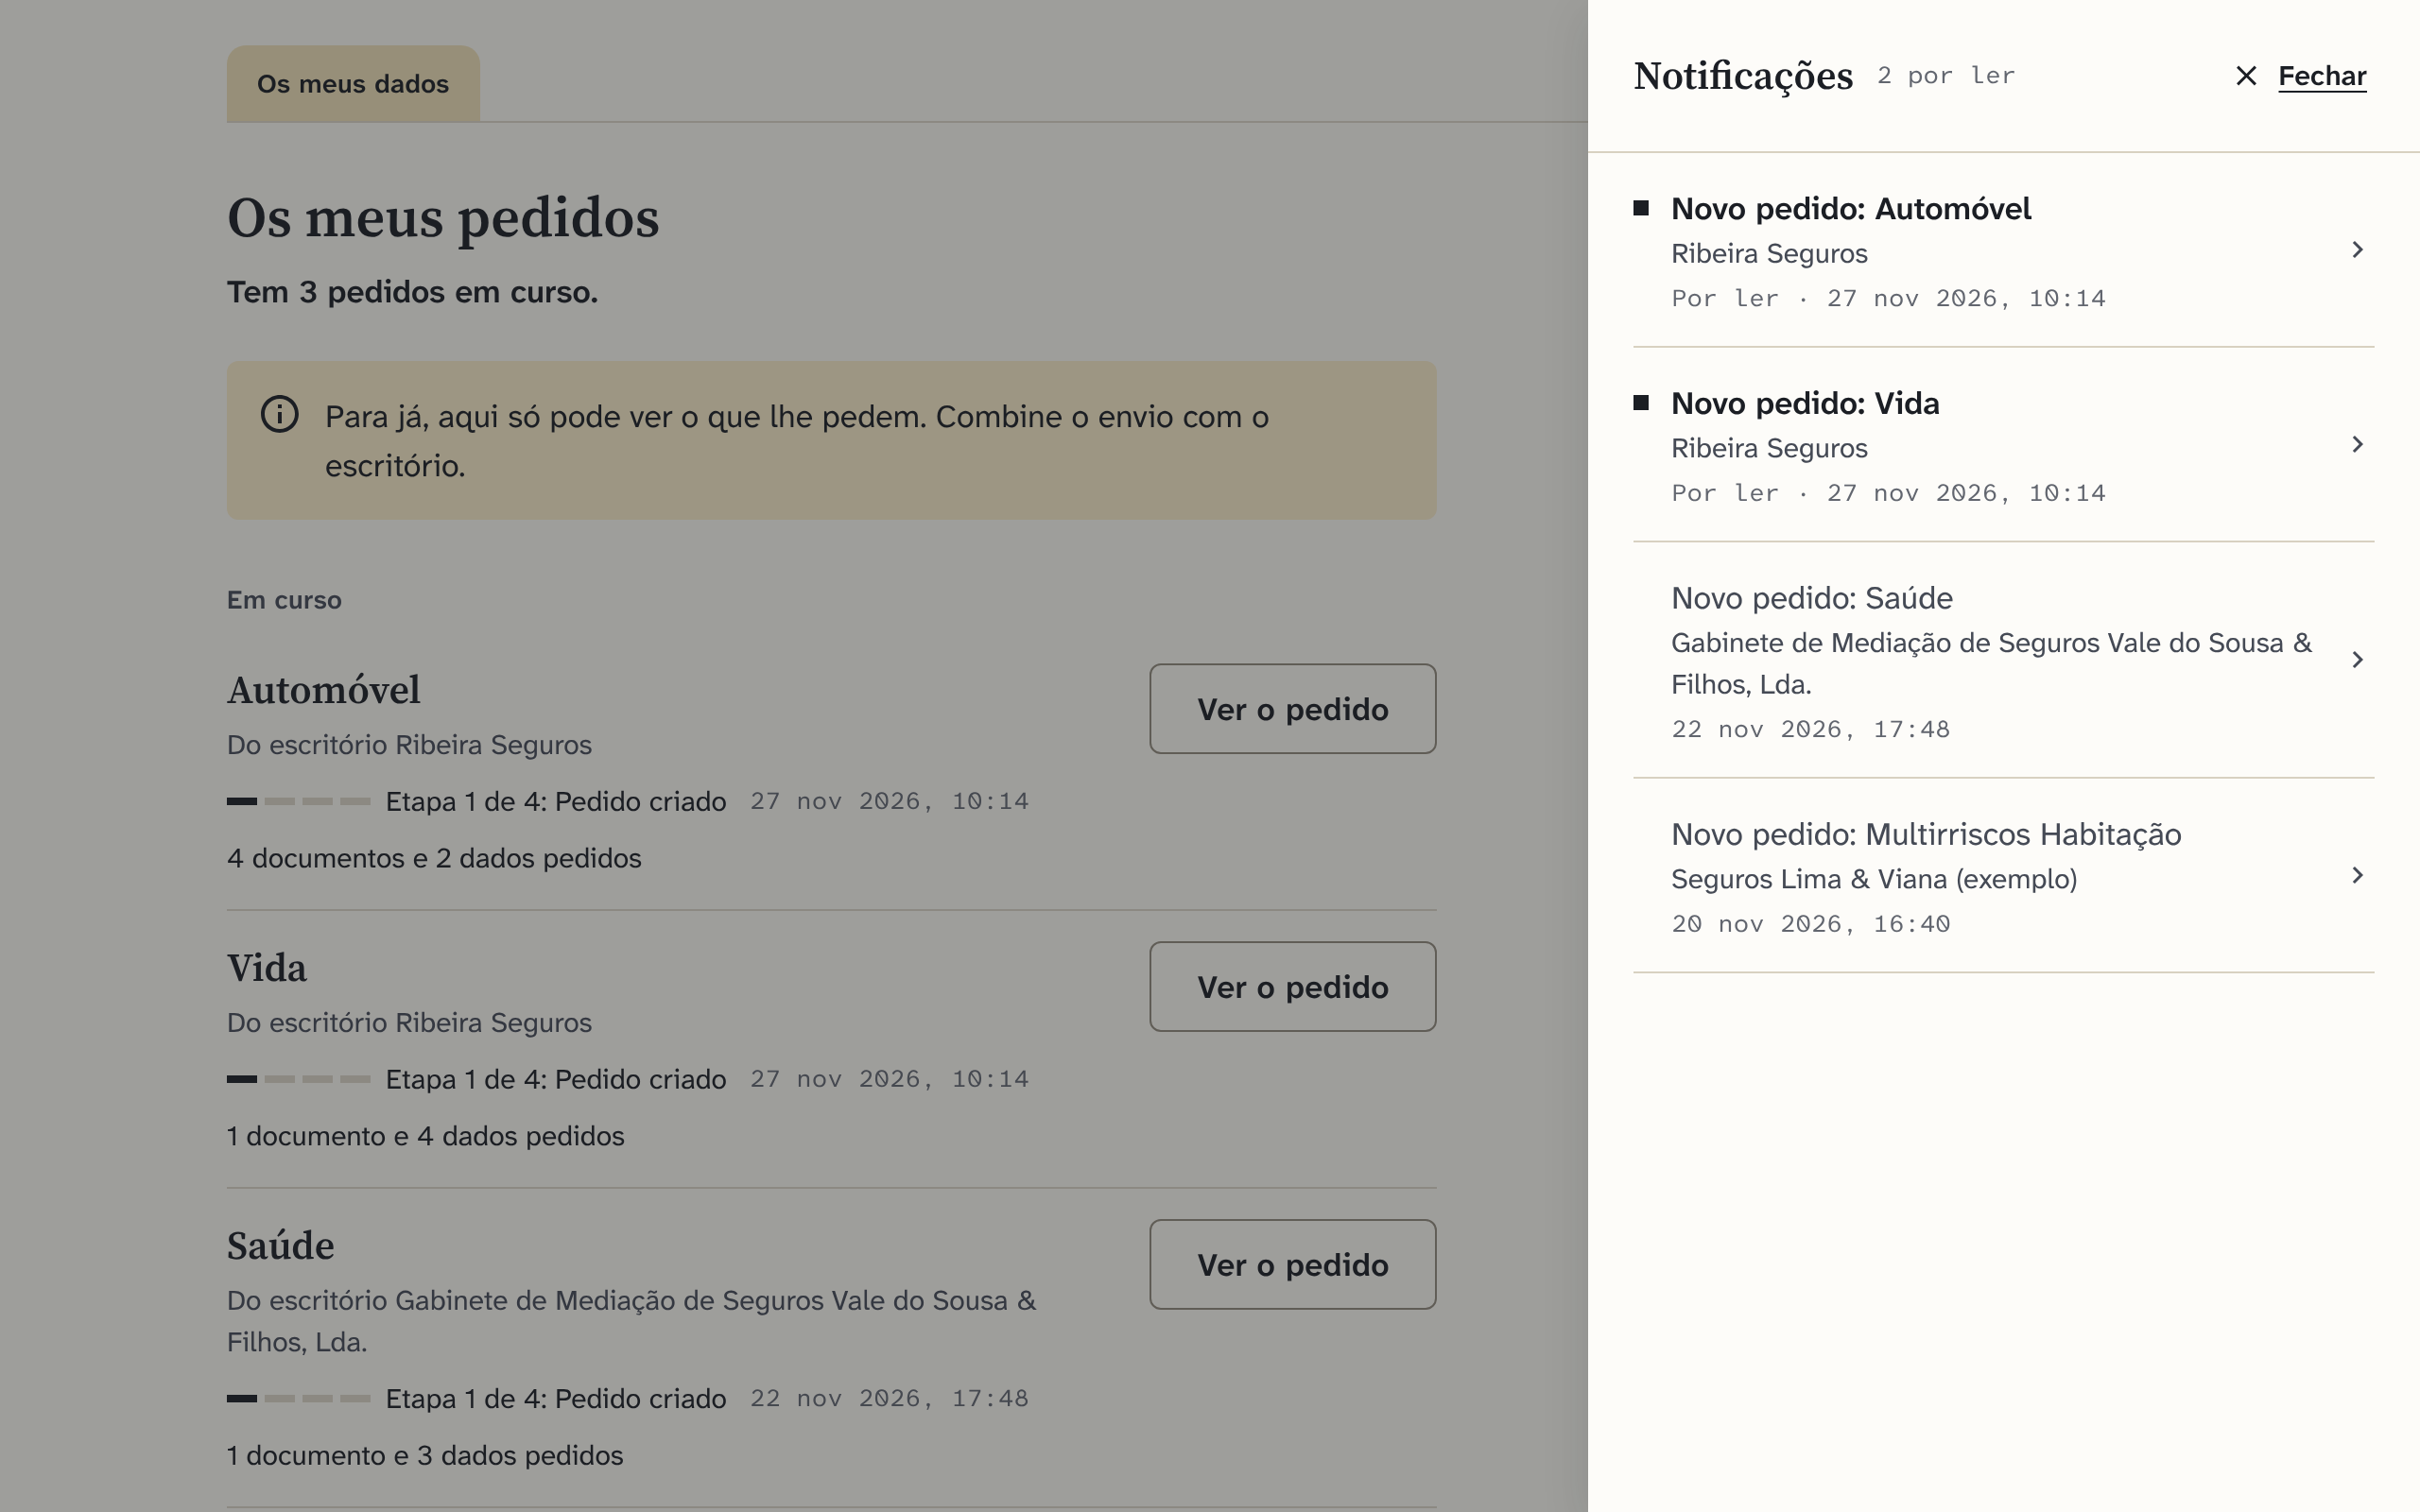 Os meus dados
Os meus pedidos
Tem 3 pedidos em curso.
Para já, aqui só pode ver o que lhe pedem. Combine o envio com o
escritório.
Em curso
Automóvel
Ver o pedido
Do escritório Ribeira Seguros
Etapa 1 de 4: Pedido criado 27 nov 2026, 10:14
4 documentos e 2 dados pedidos
Vida
Ver o pedido
Do escritório Ribeira Seguros
Etapa 1 de 4: Pedido criado 27 nov 2026, 10:14
1 documento e 4 dados pedidos
Saúde
Ver o pedido
Do escritório Gabinete de Mediação de Seguros Vale do Sousa &
Filhos, Lda.
Etapa 1 de 4: Pedido criado 22 nov 2026, 17:48
1 documento e 3 dados pedidos
Notificações 2 por ler
Fechar
Novo pedido: Automóvel
Ribeira Seguros
Por ler · 27 nov 2026, 10:14
Novo pedido: Vida
Ribeira Seguros
Por ler · 27 nov 2026, 10:14
Novo pedido: Saúde
Gabinete de Mediação de Seguros Vale do Sousa &
Filhos, Lda.
22 nov 2026, 17:48
Novo pedido: Multirriscos Habitação
Seguros Lima & Viana (exemplo)
20 nov 2026, 16:40